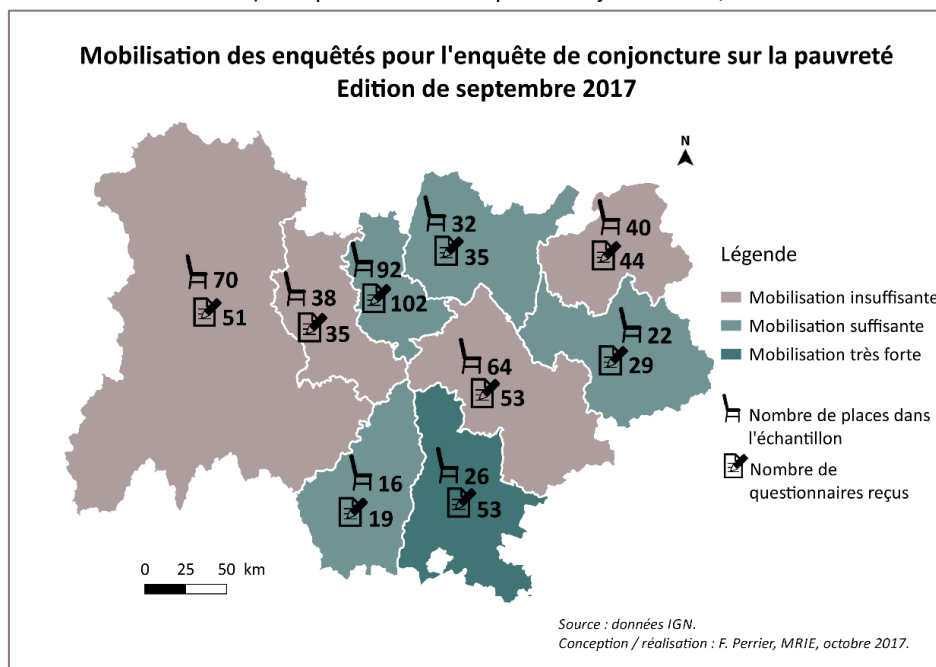 Mobilisation des enquêtés pour l'enquête de conjoncture sur la pauvreté
Edition de septembre 2017
N
32
35
40
44
92
102
70
51
38
35
22
29
64
53
16
19
26
53
Légende
Mobilisation insuffisante
Mobilisation suffisante
Mobilisation très forte
Nombre de places dans
l'échantillon
Nombre de
questionnaires reçus
0 25 50 km
Source : données IGN.
Conception / réalisation : F. Perrier, MRIE, octobre 2017.